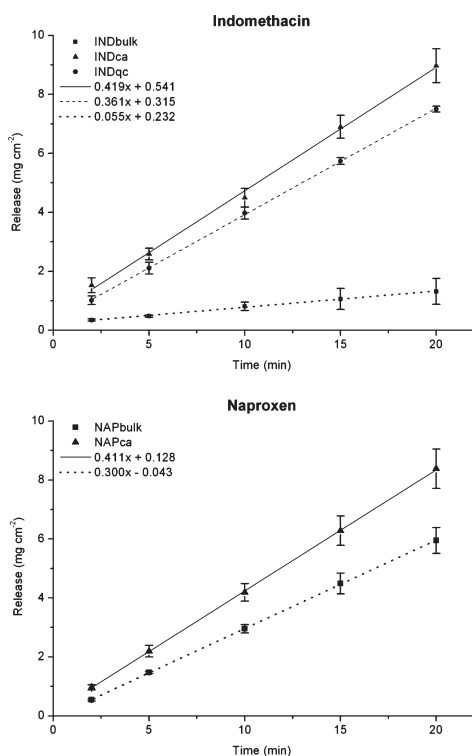 Indomethacin
INDbulk
INDca
INDqc
0.419x + 0.541
0.361x + 0.315
0.055x + 0.232
10
8
6
4
2
0
Release (mg cm⁻²)
0 5 10 15 20
Time (min)
Naproxen
NAPbulk
NAPca
0.411x + 0.128
0.300x - 0.043
10
8
6
4
2
0
Release (mg cm⁻²)
0 5 10 15 20
Time (min)